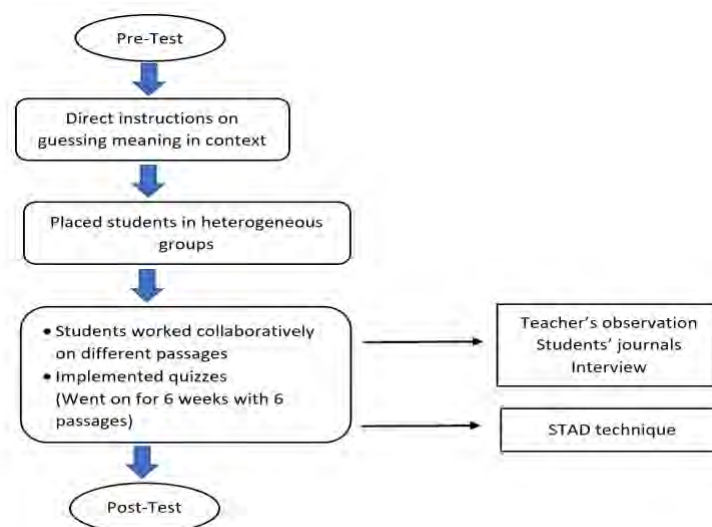 Pre-Test
Direct instructions on
guessing meaning in context
Placed students in heterogeneous
groups
• Students worked collaboratively
on different passages
• Implemented quizzes
(Went on for 6 weeks with 6
passages)
Teacher's observation
Students' journals
Interview
STAD technique
Post-Test